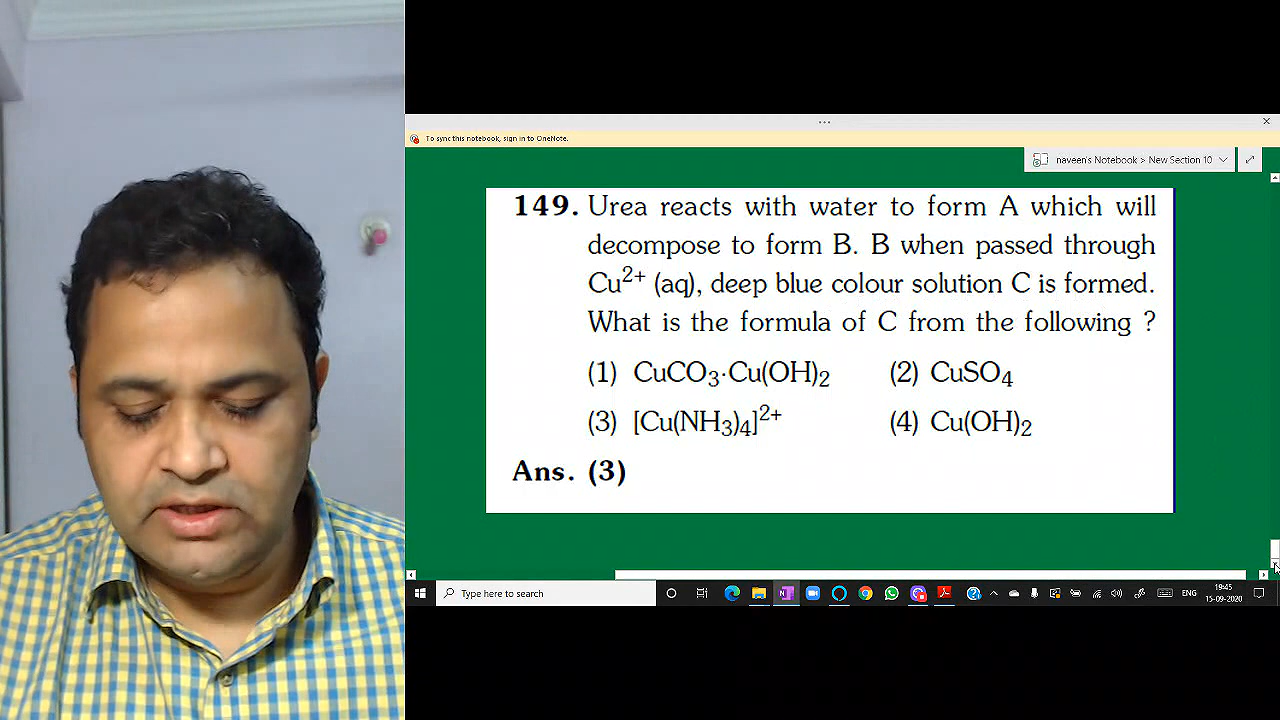 To sync this notebook, sign in to OneNote.
naveen's Notebook > New Section 10
149. Urea reacts with water to form A which will
decompose to form B. B when passed through
Cu²⁺ (aq), deep blue colour solution C is formed.
What is the formula of C from the following ?
(1) CuCO₃·Cu(OH)₂ (2) CuSO₄
(3) [Cu(NH₃)₄]²⁺ (4) Cu(OH)₂
Ans. (3)
Type here to search
ENG
19:45
15-09-2020